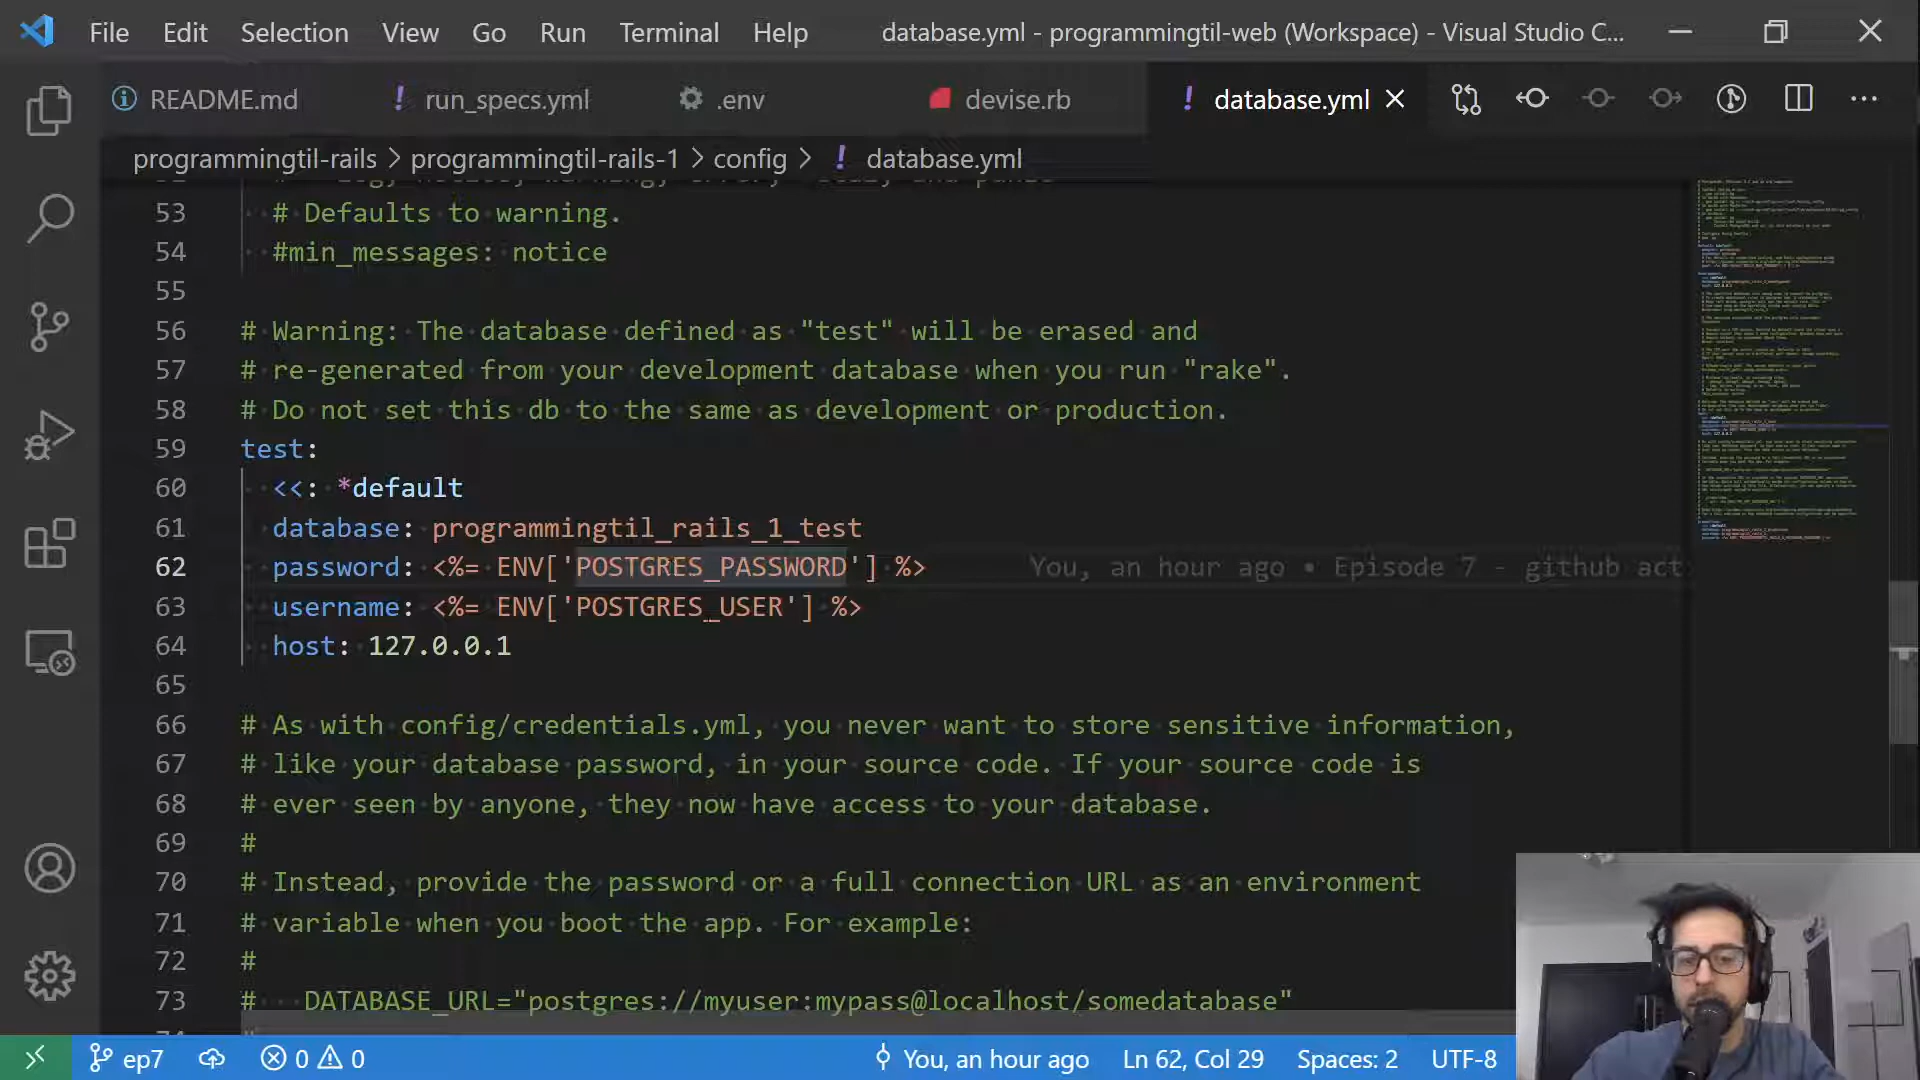 File Edit Selection View Go Run Terminal Help database.yml - programmingtil-web (Workspace) - Visual Studio C...
README.md ! run_specs.yml .env devise.rb ! database.yml
programmingtil-rails > programmingtil-rails-1 > config > ! database.yml
53 # Defaults to warning.
54 #min_messages: notice
55
56 # Warning: The database defined as "test" will be erased and
57 # re-generated from your development database when you run "rake".
58 # Do not set this db to the same as development or production.
59 test:
60 <<: *default
61 database: programmingtil_rails_1_test
62 password: <%= ENV['POSTGRES_PASSWORD'] %> You, an hour ago • Episode 7 - github act
63 username: <%= ENV['POSTGRES_USER'] %>
64 host: 127.0.0.1
65
66 # As with config/credentials.yml, you never want to store sensitive information,
67 # like your database password, in your source code. If your source code is
68 # ever seen by anyone, they now have access to your database.
69 #
70 # Instead, provide the password or a full connection URL as an environment
71 # variable when you boot the app. For example:
72 #
73 # DATABASE_URL="postgres://myuser:mypass@localhost/somedatabase"
ep7 0 0 You, an hour ago Ln 62, Col 29 Spaces: 2 UTF-8